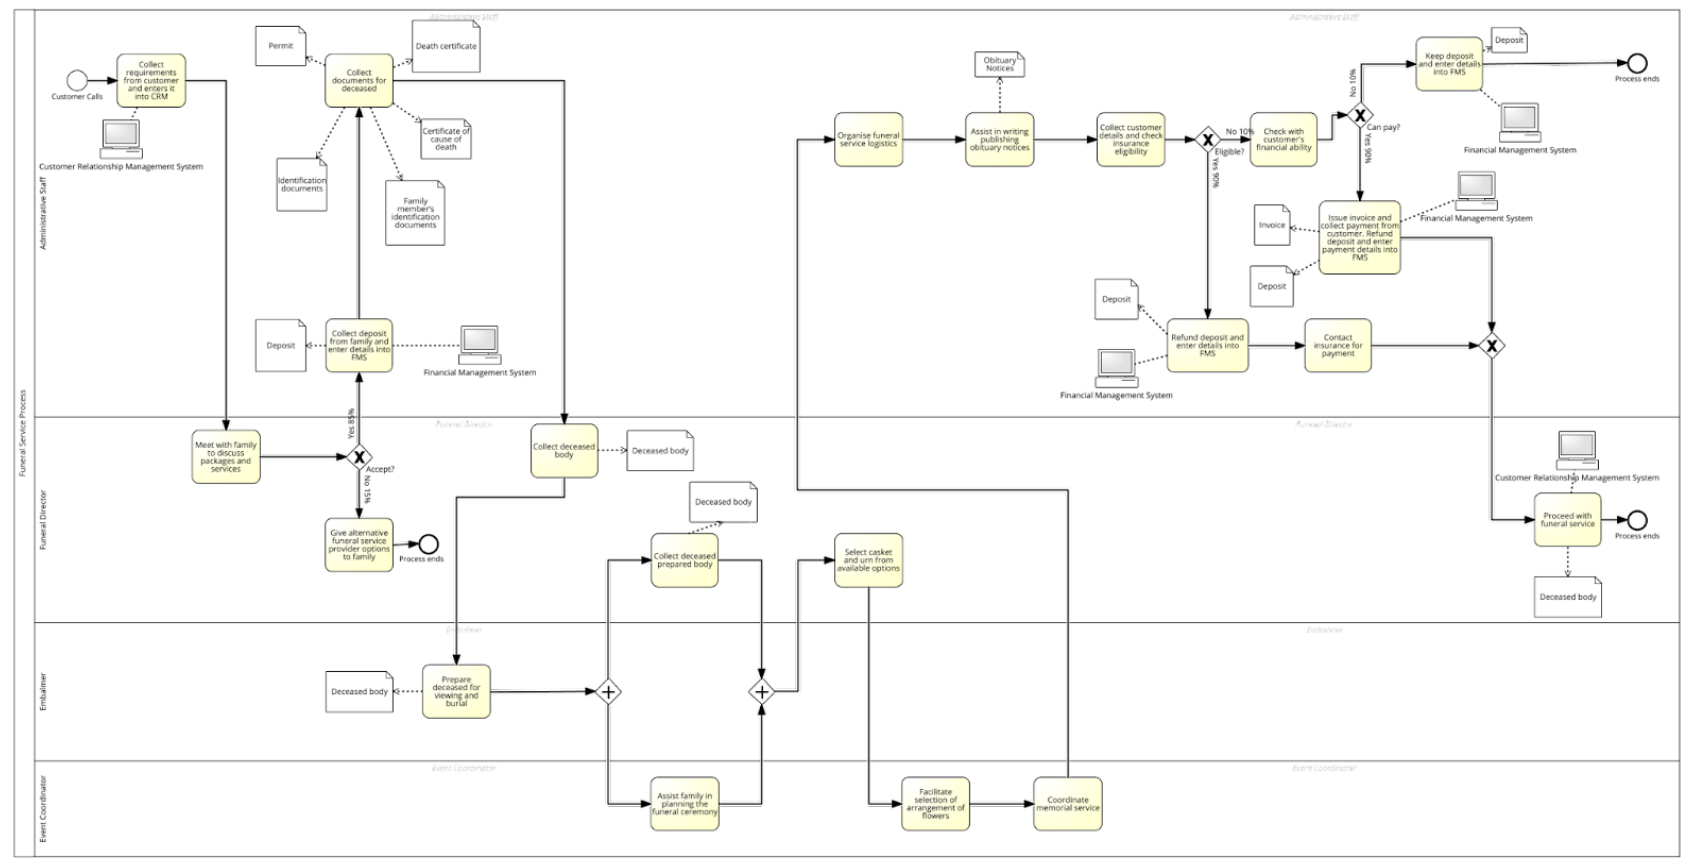 Funeral Service Process
Administrative Staff
Administrative Staff
Administrative Staff
Customer Calls
Collect
requirements
from customer
and enters it
into CRM
Customer Relationship Management System
Permit
Collect
documents for
deceased
Death certificate
Certificate of
cause of
death
Identification
documents
Family
member's
identification
documents
Deposit
Collect deposit
from family and
enter details into
FMS
Financial Management System
Yes 85%
Organise funeral
service logistics
Obituary
Notices
Assist in writing
publishing
obituary notices
Collect customer
details and check
insurance
eligibility
No 10%
Eligible?
Yes 90%
Check with
customer's
financial ability
No 10%
Can pay?
Yes 90%
Keep deposit
and enter details
into FMS
Deposit
Process ends
Financial Management System
Invoice
Issue invoice and
collect payment from
customer. Refund
deposit and enter
payment details into
FMS
Financial Management System
Deposit
Deposit
Refund deposit and
enter details into
FMS
Financial Management System
Contact
insurance for
payment
Funeral Director
Funeral Director
Funeral Director
Meet with family
to discuss
packages and
services
Accept?
No 15%
Give alternative
funeral service
provider options
to family
Process ends
Collect deceased
body
Deceased body
Deceased body
Collect deceased
prepared body
Select casket
and urn from
available options
Customer Relationship Management System
Proceed with
funeral service
Process ends
Deceased body
Embalmer
Embalmer
Embalmer
Deceased body
Prepare
deceased for
viewing and
burial
Event Coordinator
Event Coordinator
Event Coordinator
Assist family in
planning the
funeral ceremony
Facilitate
selection of
arrangement of
flowers
Coordinate
memorial service